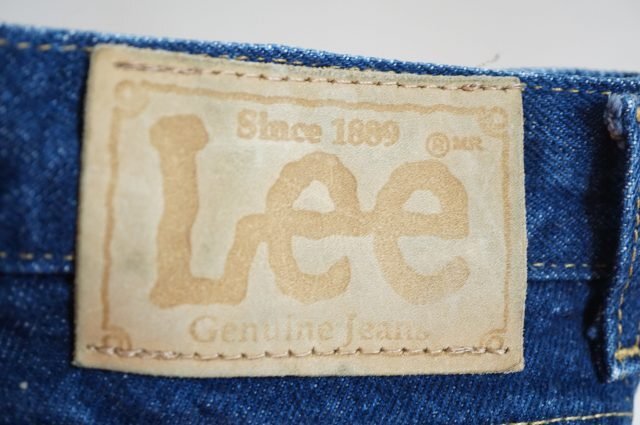 Since 1889
® MR
Lee
Genuine Jeans